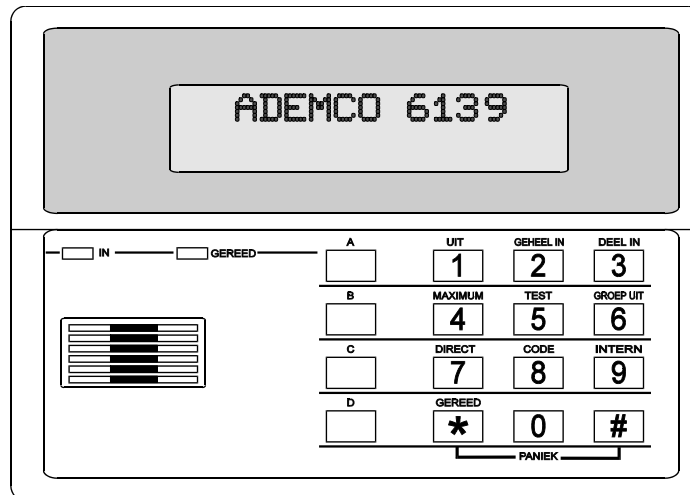 ADEMCO 6139
IN GEREED
A UIT GEHEEL IN DEEL IN
1 2 3
B MAXIMUM TEST GROEP UIT
4 5 6
C DIRECT CODE INTERN
7 8 9
D GEREED
* 0 #
PANIEK